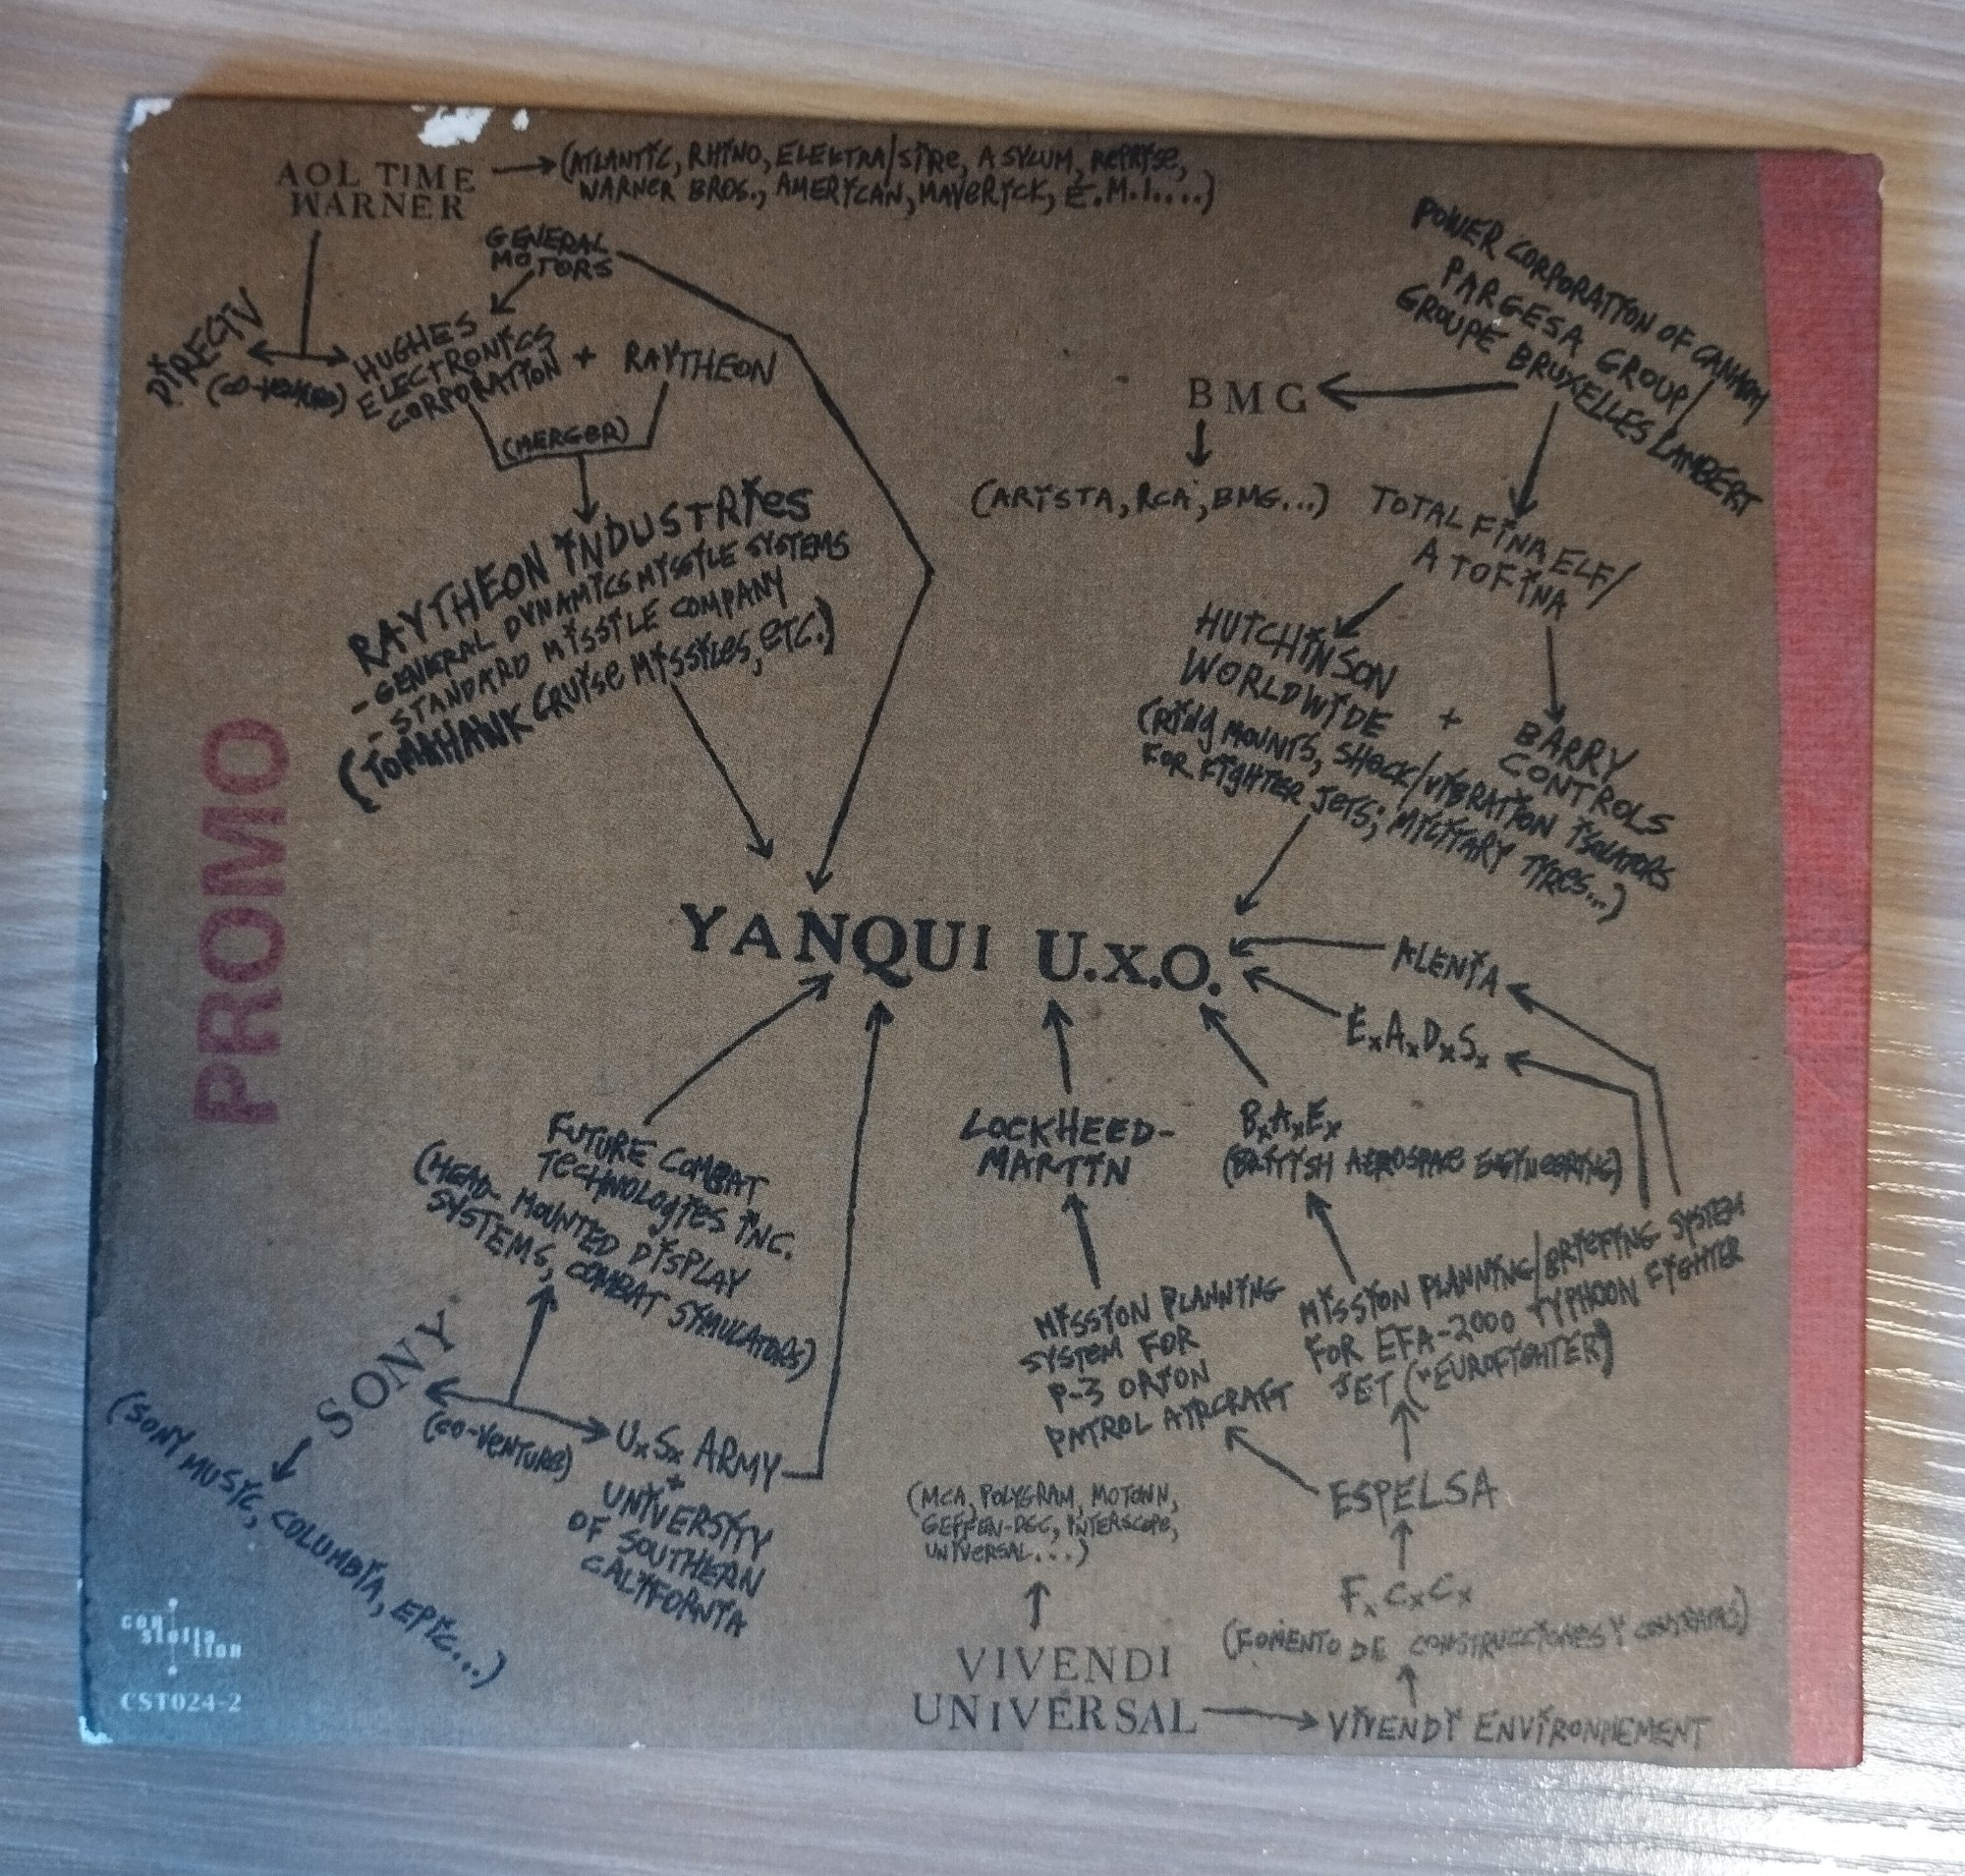 AOL TIME
WARNER
(ATLANTIC, RHINO, ELEKTRA/SIRE, ASYLUM, REPRISE,
WARNER BROS., AMERICAN, MAVERICK, E.M.I....)
GENERAL
MOTORS
DIRECTV
(CO-VENTURE)
HUGHES
ELECTRONICS
CORPORATION
+
RAYTHEON
(MERGER)
RAYTHEON INDUSTRIES
- GENERAL DYNAMICS MISSILE SYSTEMS
- STANDARD MISSILE COMPANY
(TOMAHAWK CRUISE MISSILES, ETC.)
POWER CORPORATION OF CANADA/
PARGESA GROUP/
GROUPE BRUXELLES LAMBERT
BMG
(ARISTA, RCA, BMG...)
TOTAL FINA ELF/
ATOFINA
HUTCHINSON
WORLDWIDE
+
BARRY
CONTROLS
(RING MOUNTS, SHOCK/VIBRATION ISOLATORS
FOR FIGHTER JETS; MILITARY TYPES...)
PROMO
YANQUI U.X.O.
ALENIA
E.A.D.S.
LOCKHEED-
MARTIN
B.A.E.
(BRITISH AEROSPACE ENGINEERING)
FUTURE COMBAT
TECHNOLOGIES INC.
(HEAD-MOUNTED DISPLAY
SYSTEMS, COMBAT SIMULATORS)
MISSION PLANNING
SYSTEM FOR
P-3 ORION
PATROL AIRCRAFT
MISSION PLANNING/BRIEFING SYSTEM
FOR EFA-2000 TYPHOON FIGHTER
JET ("EUROFIGHTER)
SONY
(CO-VENTURE)
U.S. ARMY
+
UNIVERSITY
OF SOUTHERN
CALIFORNIA
(SONY MUSIC, COLUMBIA, EPIC...)
ESPELSA
(MCA, POLYGRAM, MOTOWN,
GEFFEN-DGC, INTERSCOPE,
UNIVERSAL...)
F.C.C.
(FOMENTO DE CONSTRUCCIONES Y CONTRATAS)
VIVENDI
UNIVERSAL
VIVENDI ENVIRONNEMENT
constellation
CST024-2